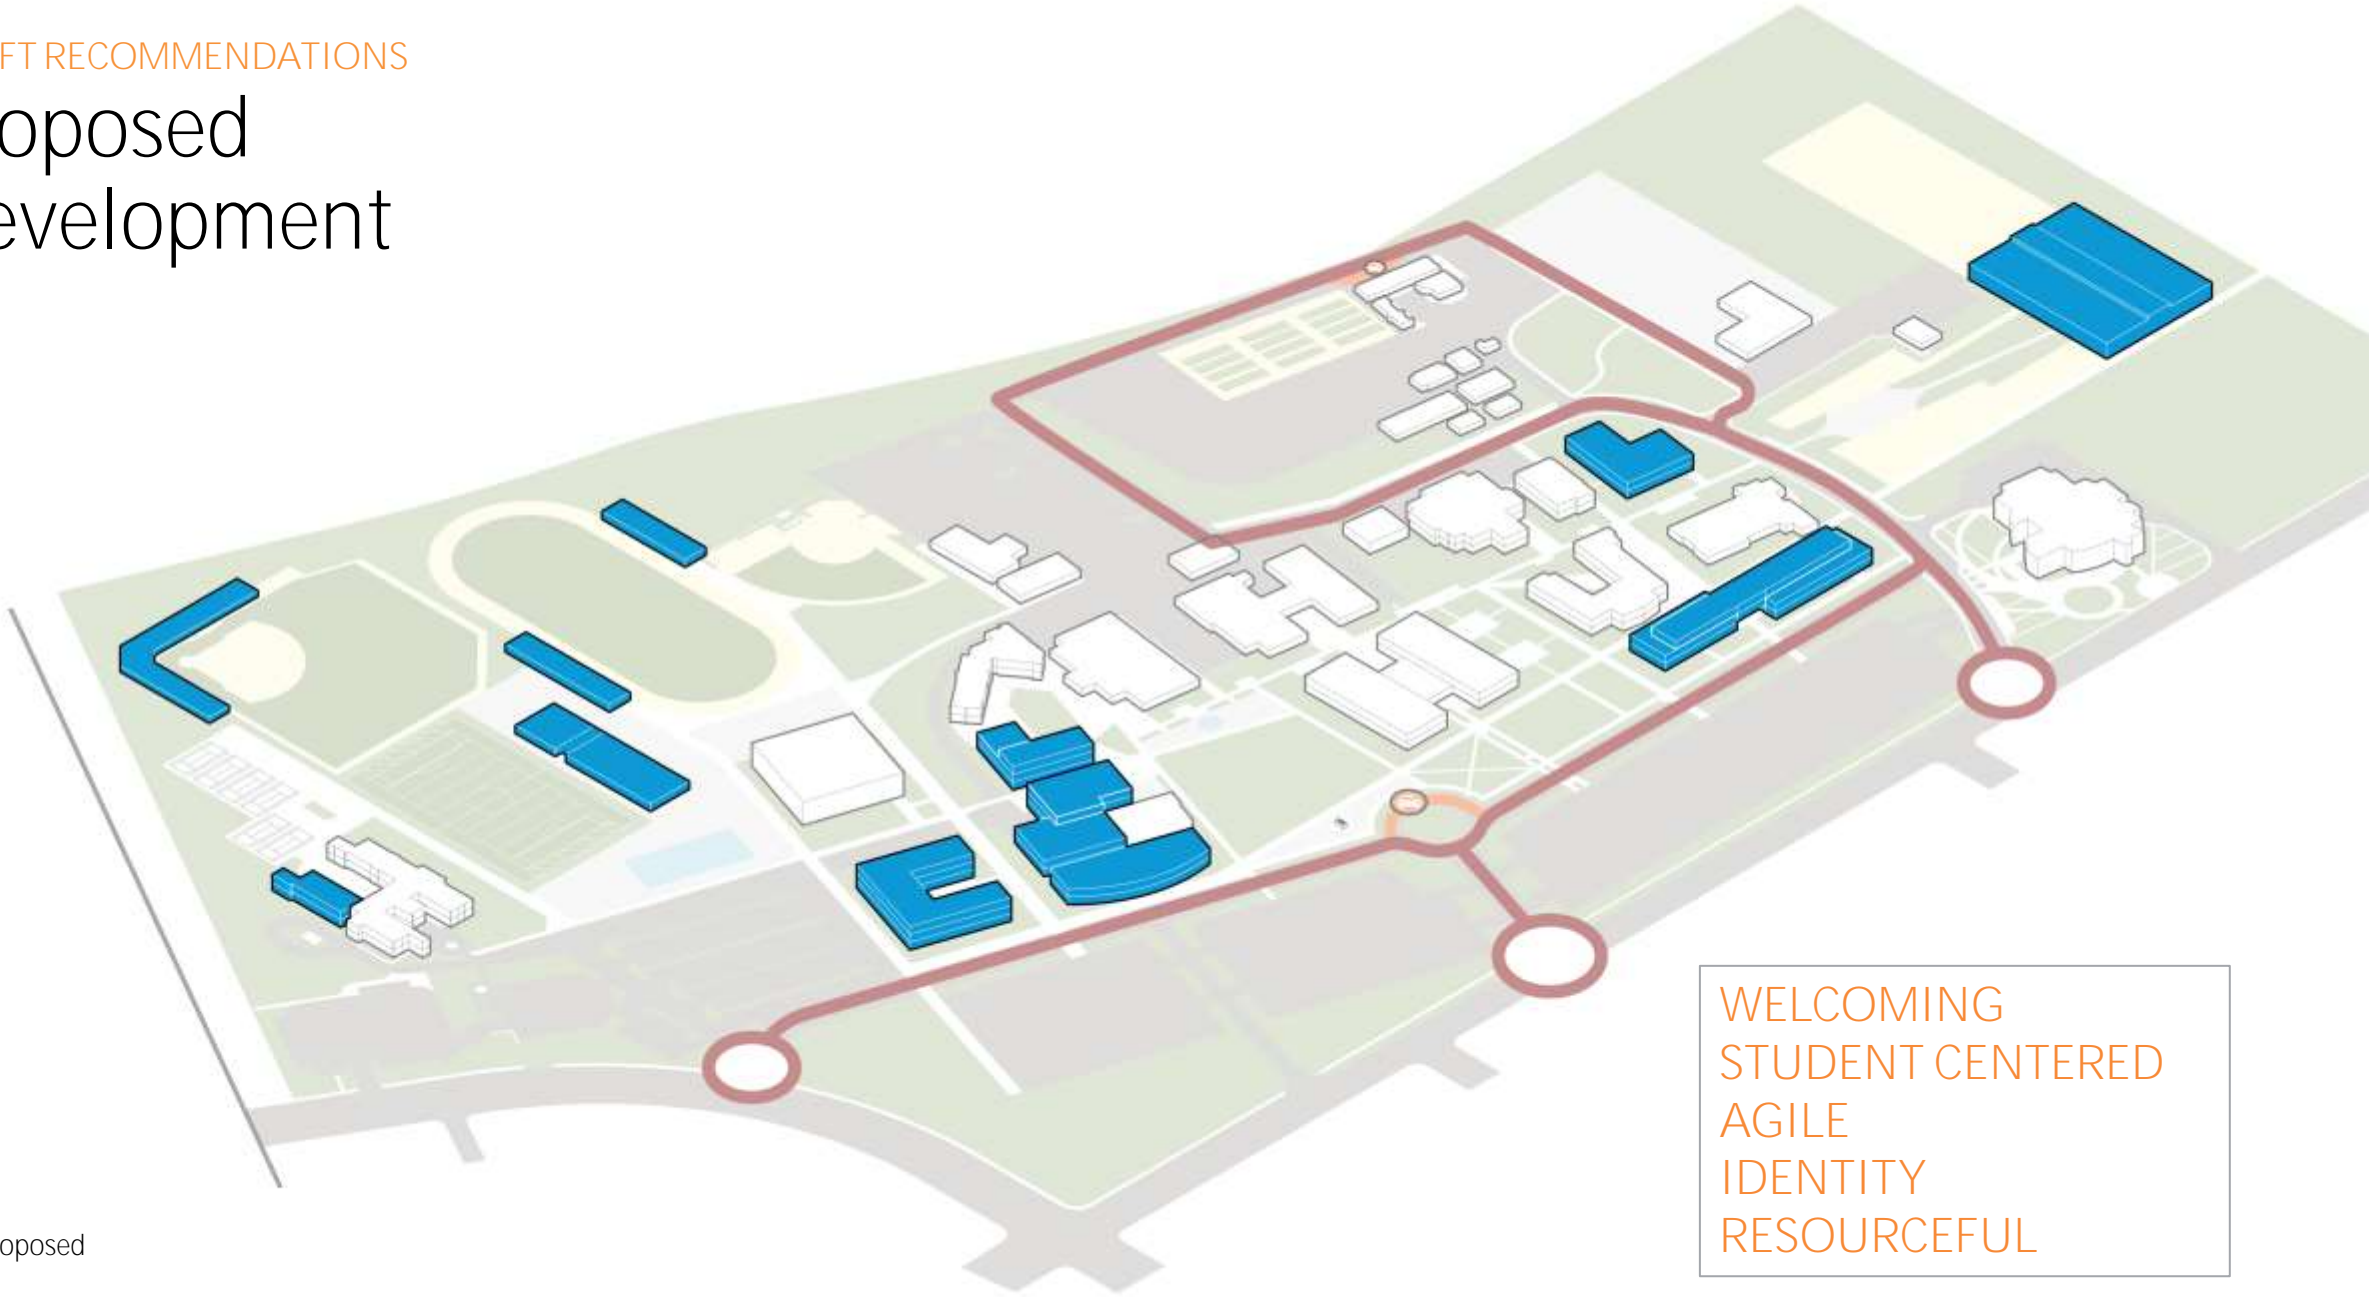 FT RECOMMENDATIONS
oposed
evelopment
WELCOMING
STUDENT CENTERED
AGILE
IDENTITY
RESOURCEFUL
oposed